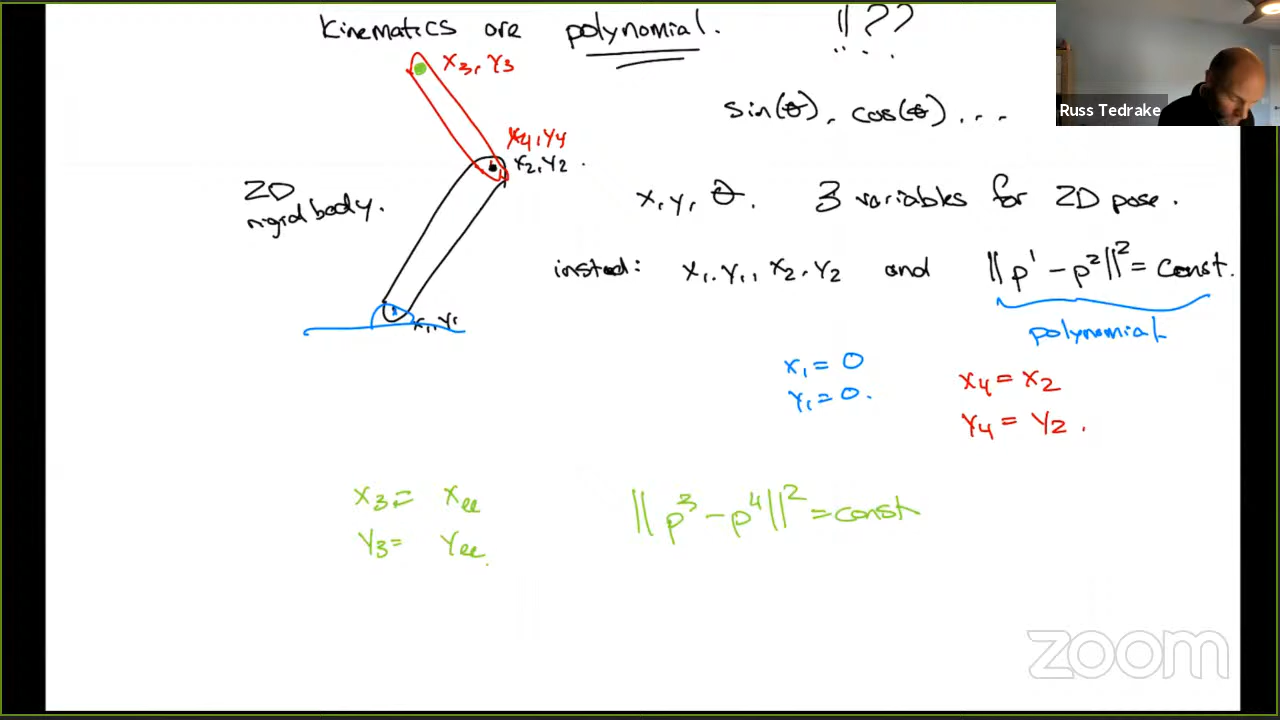 Kinematics are polynomial. !!??
x3, y3
Russ Tedrake
sin(θ), cos(θ), ...
x4, y4
x2, y2.
2D
rigid body.
x, y, θ. 3 variables for 2D pose.
instead: x1, y1, x2, y2 and ||p¹ - p²||² = const.
x1, y1
polynomial
x1 = 0
y1 = 0.
x4 = x2
y4 = y2.
x3 = xee
y3 = yee.
||p³ - p⁴||² = const
zoom